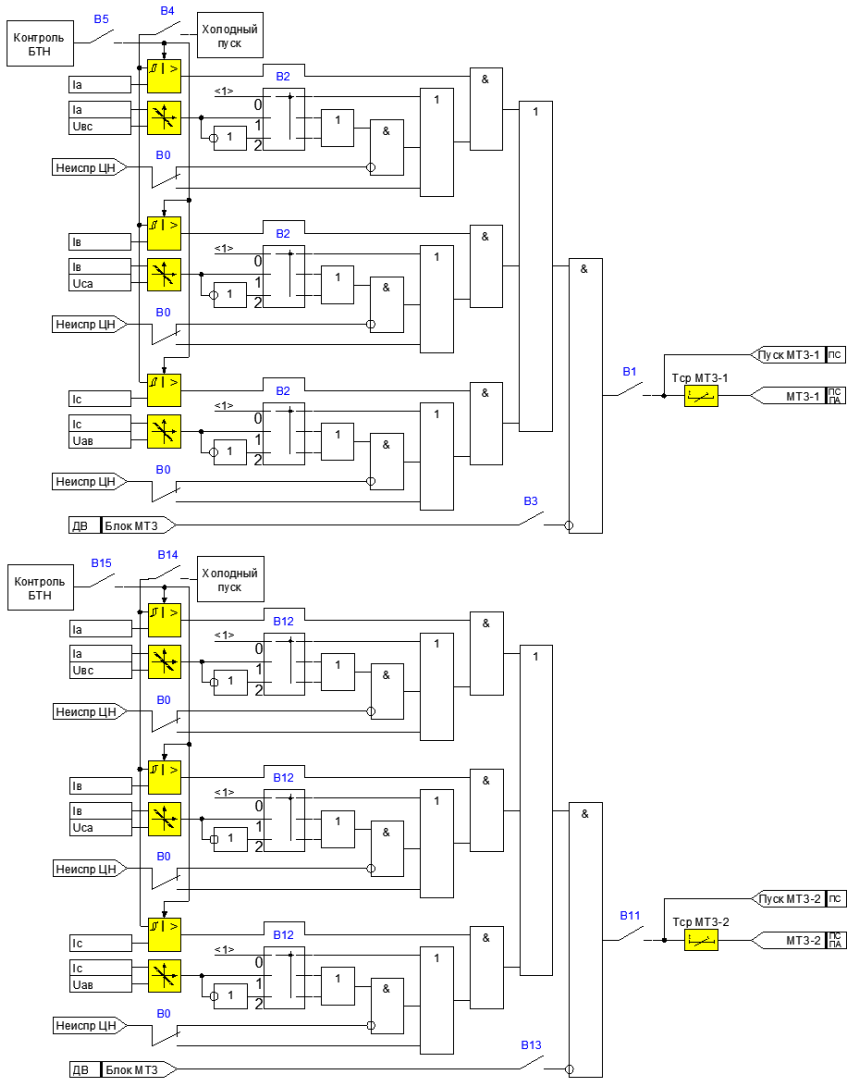 В5
В4
Контроль БТН
Холодный пуск
I >
Iа
В2
&
<1>
0
1
Iа
Uвс
1
2
1
1
&
1
В0
Неиспр ЦН
I >
Iв
В2
&
<1>
0
1
Iв
Uса
1
2
1
1
&
&
В0
Неиспр ЦН
Пуск МТЗ-1 ПС
В1
Тср МТЗ-1
МТЗ-1 ПС ПА
I >
Iс
В2
&
<1>
0
1
Iс
Uав
1
2
1
1
&
В0
Неиспр ЦН
В3
ДВ Блок МТЗ
В15
В14
Контроль БТН
Холодный пуск
I >
Iа
В12
&
<1>
0
1
Iа
Uвс
1
2
1
1
&
1
В0
Неиспр ЦН
I >
Iв
В12
&
<1>
0
1
Iв
Uса
1
2
1
1
&
&
В0
Неиспр ЦН
Пуск МТЗ-2 ПС
В11
Тср МТЗ-2
МТЗ-2 ПС ПА
I >
Iс
В12
&
<1>
0
1
Iс
Uав
1
2
1
1
&
В0
Неиспр ЦН
В13
ДВ Блок МТЗ